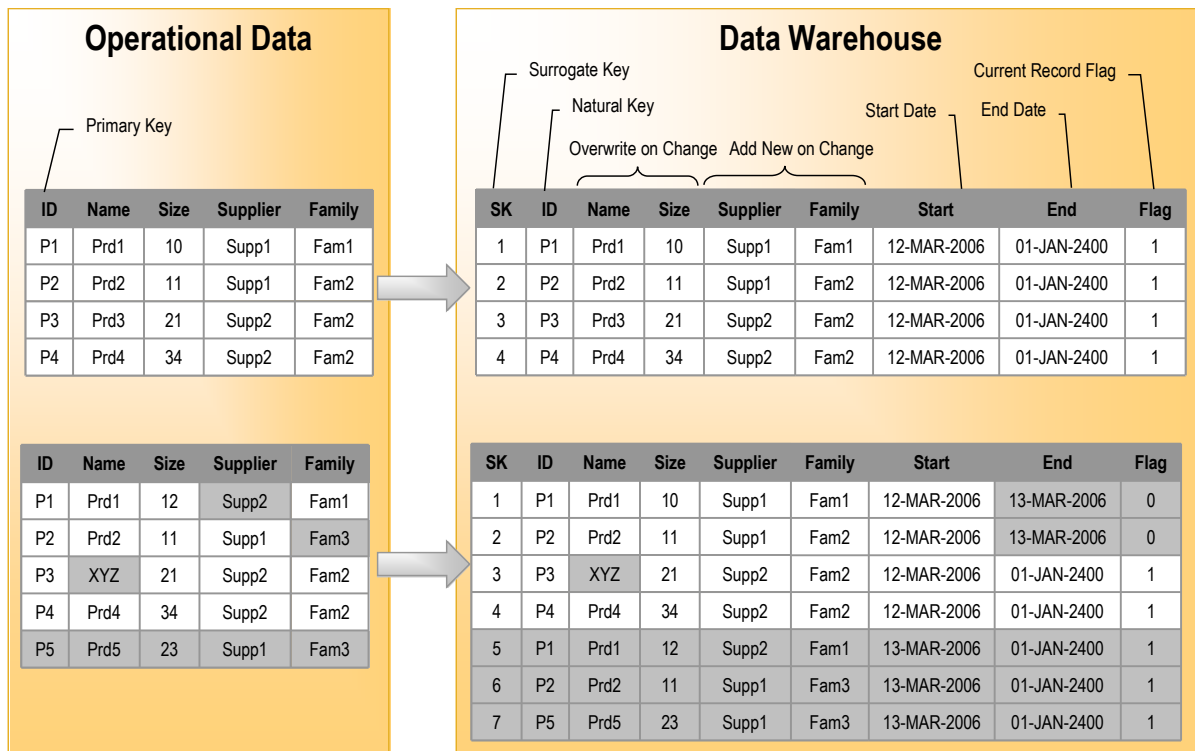 Operational Data
Primary Key
ID Name Size Supplier Family
P1 Prd1 10 Supp1 Fam1
P2 Prd2 11 Supp1 Fam2
P3 Prd3 21 Supp2 Fam2
P4 Prd4 34 Supp2 Fam2
ID Name Size Supplier Family
P1 Prd1 12 Supp2 Fam1
P2 Prd2 11 Supp1 Fam3
P3 XYZ 21 Supp2 Fam2
P4 Prd4 34 Supp2 Fam2
P5 Prd5 23 Supp1 Fam3
Data Warehouse
Surrogate Key
Current Record Flag
Natural Key
Start Date
End Date
Overwrite on Change
Add New on Change
SK ID Name Size Supplier Family Start End Flag
1 P1 Prd1 10 Supp1 Fam1 12-MAR-2006 01-JAN-2400 1
2 P2 Prd2 11 Supp1 Fam2 12-MAR-2006 01-JAN-2400 1
3 P3 Prd3 21 Supp2 Fam2 12-MAR-2006 01-JAN-2400 1
4 P4 Prd4 34 Supp2 Fam2 12-MAR-2006 01-JAN-2400 1
SK ID Name Size Supplier Family Start End Flag
1 P1 Prd1 10 Supp1 Fam1 12-MAR-2006 13-MAR-2006 0
2 P2 Prd2 11 Supp1 Fam2 12-MAR-2006 13-MAR-2006 0
3 P3 XYZ 21 Supp2 Fam2 12-MAR-2006 01-JAN-2400 1
4 P4 Prd4 34 Supp2 Fam2 12-MAR-2006 01-JAN-2400 1
5 P1 Prd1 12 Supp2 Fam1 13-MAR-2006 01-JAN-2400 1
6 P2 Prd2 11 Supp1 Fam3 13-MAR-2006 01-JAN-2400 1
7 P5 Prd5 23 Supp1 Fam3 13-MAR-2006 01-JAN-2400 1